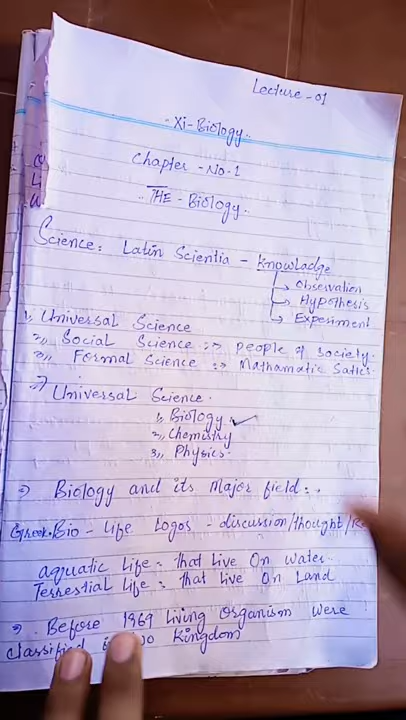 Lecture - 01
Xi-Biology
Chapter - No.1
THE - Biology
Science: Latin Scientia - Knowladge
Observation
Hypothesis
Experiment
1,, Universal Science
2,, Social Science :-> people of society.
3,, Formal Science :-> Mathamatic
=> Universal Science.
1,, Biology
2,, Chemistry
3,, Physics.
=> Biology and its Major field:
Greek. Bio - Life Logos - discussion/thought/
aquatic Life = That Live On Water.
Terrestial Life = That Live On Land
=> Before 1969 Living Organism Were
Classified Kingdom